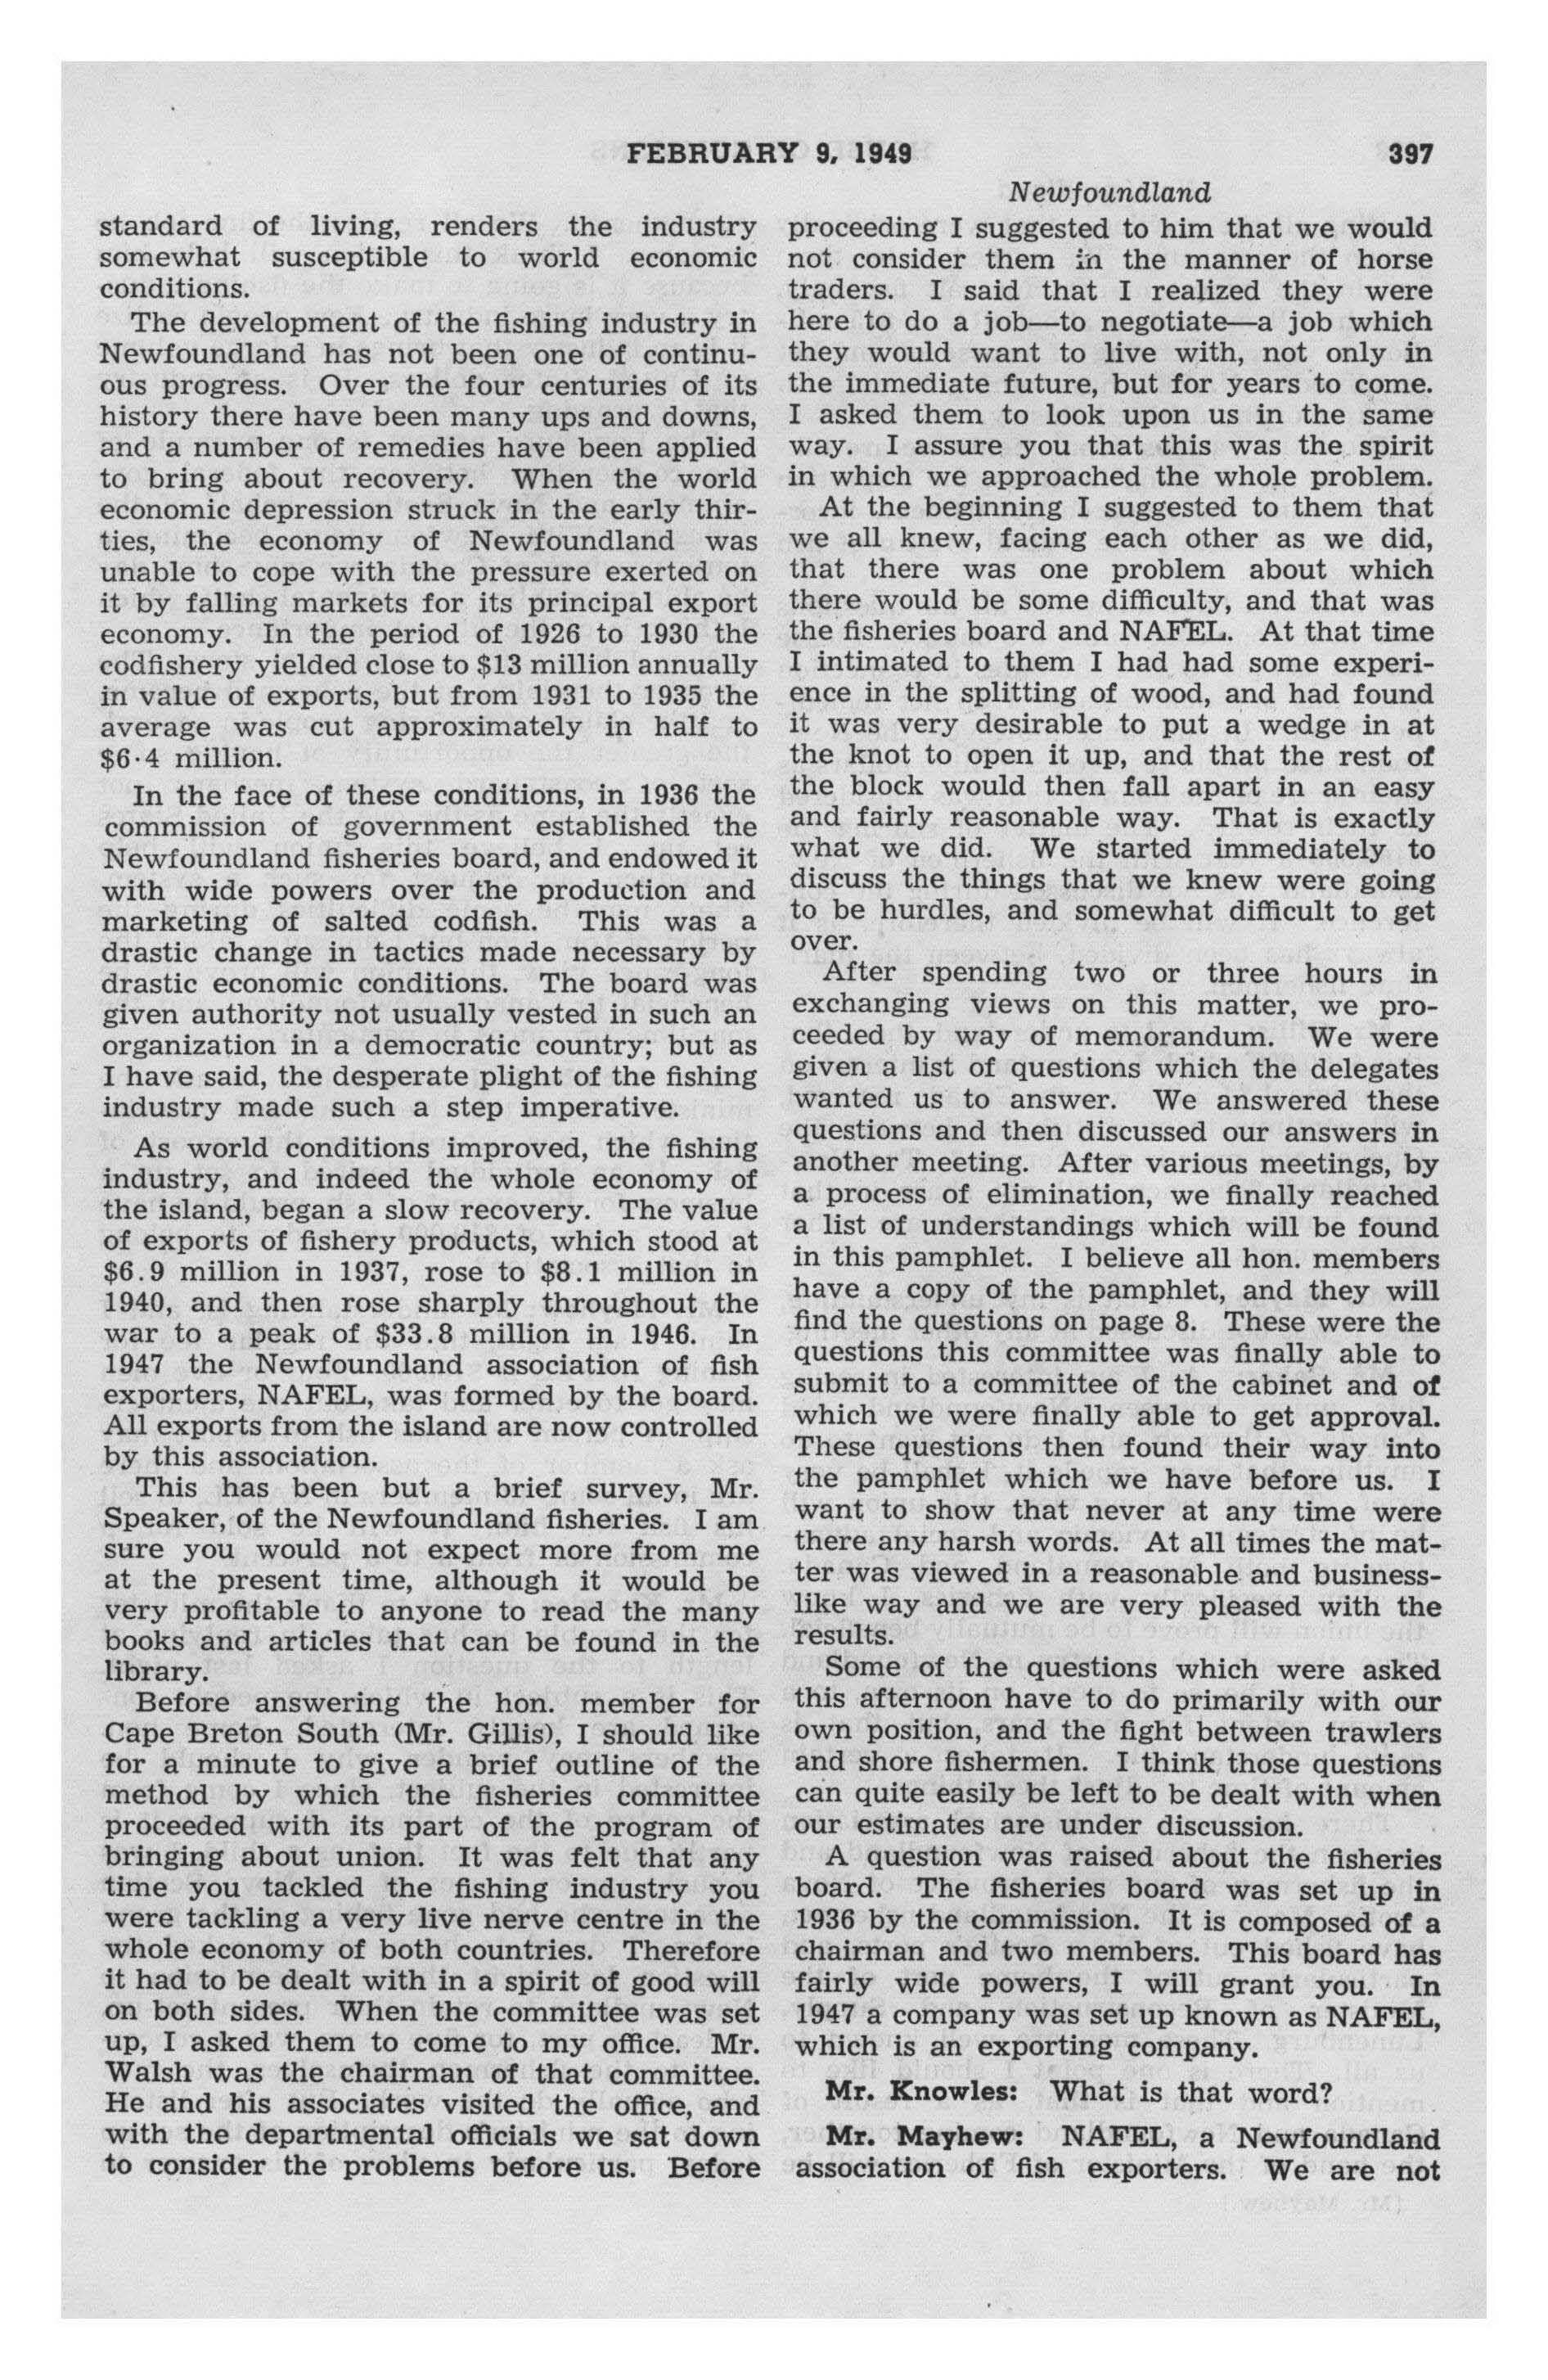 FEBRUARY 9, 1949 397
Newfoundland
standard of living, renders the industry
somewhat susceptible to world economic
conditions.
The development of the fishing industry in
Newfoundland has not been one of continu-
ous progress. Over the four centuries of its
history there have been many ups and downs,
and a number of remedies have been applied
to bring about recovery. When the world
economic depression struck in the early thir-
ties, the economy of Newfoundland was
unable to cope with the pressure exerted on
it by falling markets for its principal export
economy. In the period of 1926 to 1930 the
codfishery yielded close to $13 million annually
in value of exports, but from 1931 to 1935 the
average was cut approximately in half to
$6·4 million.
In the face of these conditions, in 1936 the
commission of government established the
Newfoundland fisheries board, and endowed it
with wide powers over the production and
marketing of salted codfish. This was a
drastic change in tactics made necessary by
drastic economic conditions. The board was
given authority not usually vested in such an
organization in a democratic country; but as
I have said, the desperate plight of the fishing
industry made such a step imperative.
As world conditions improved, the fishing
industry, and indeed the whole economy of
the island, began a slow recovery. The value
of exports of fishery products, which stood at
$6.9 million in 1937, rose to $8.1 million in
1940, and then rose sharply throughout the
war to a peak of $33.8 million in 1946. In
1947 the Newfoundland association of fish
exporters, NAFEL, was formed by the board.
All exports from the island are now controlled
by this association.
This has been but a brief survey, Mr.
Speaker, of the Newfoundland fisheries. I am
sure you would not expect more from me
at the present time, although it would be
very profitable to anyone to read the many
books and articles that can be found in the
library.
Before answering the hon. member for
Cape Breton South (Mr. Gillis), I should like
for a minute to give a brief outline of the
method by which the fisheries committee
proceeded with its part of the program of
bringing about union. It was felt that any
time you tackled the fishing industry you
were tackling a very live nerve centre in the
whole economy of both countries. Therefore
it had to be dealt with in a spirit of good will
on both sides. When the committee was set
up, I asked them to come to my office. Mr.
Walsh was the chairman of that committee.
He and his associates visited the office, and
with the departmental officials we sat down
to consider the problems before us. Before
proceeding I suggested to him that we would
not consider them in the manner of horse
traders. I said that I realized they were
here to do a job—to negotiate—a job which
they would want to live with, not only in
the immediate future, but for years to come.
I asked them to look upon us in the same
way. I assure you that this was the spirit
in which we approached the whole problem.
At the beginning I suggested to them that
we all knew, facing each other as we did,
that there was one problem about which
there would be some difficulty, and that was
the fisheries board and NAFEL. At that time
I intimated to them I had had some experi-
ence in the splitting of wood, and had found
it was very desirable to put a wedge in at
the knot to open it up, and that the rest of
the block would then fall apart in an easy
and fairly reasonable way. That is exactly
what we did. We started immediately to
discuss the things that we knew were going
to be hurdles, and somewhat difficult to get
over.
After spending two or three hours in
exchanging views on this matter, we pro-
ceeded by way of memorandum. We were
given a list of questions which the delegates
wanted us to answer. We answered these
questions and then discussed our answers in
another meeting. After various meetings, by
a process of elimination, we finally reached
a list of understandings which will be found
in this pamphlet. I believe all hon. members
have a copy of the pamphlet, and they will
find the questions on page 8. These were the
questions this committee was finally able to
submit to a committee of the cabinet and of
which we were finally able to get approval.
These questions then found their way into
the pamphlet which we have before us. I
want to show that never at any time were
there any harsh words. At all times the mat-
ter was viewed in a reasonable and business-
like way and we are very pleased with the
results.
Some of the questions which were asked
this afternoon have to do primarily with our
own position, and the fight between trawlers
and shore fishermen. I think those questions
can quite easily be left to be dealt with when
our estimates are under discussion.
A question was raised about the fisheries
board. The fisheries board was set up in
1936 by the commission. It is composed of a
chairman and two members. This board has
fairly wide powers, I will grant you. In
1947 a company was set up known as NAFEL,
which is an exporting company.
Mr. Knowles: What is that word?
Mr. Mayhew: NAFEL, a Newfoundland
association of fish exporters. We are not